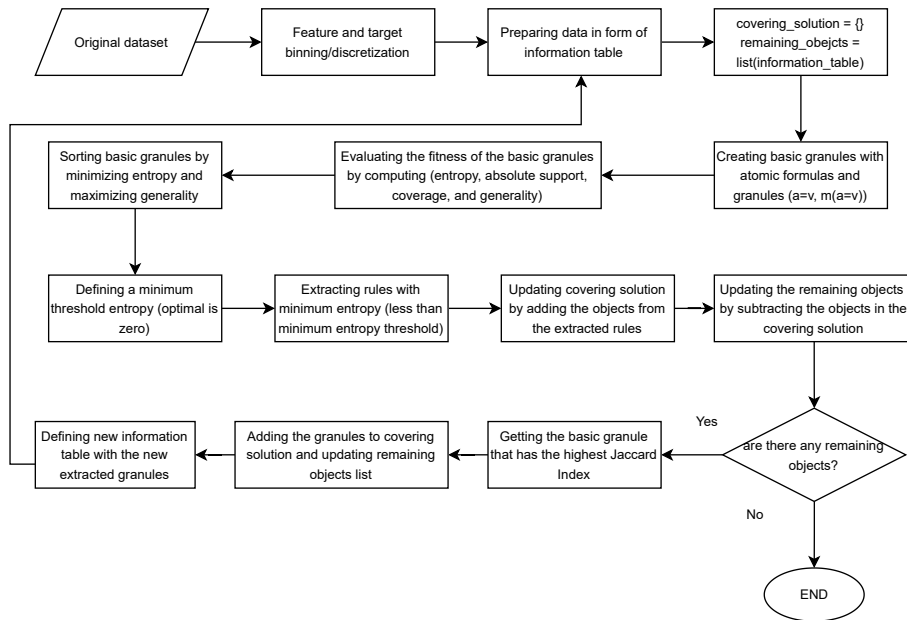 Original dataset
Feature and target
binning/discretization
Preparing data in form of
information table
covering_solution = {}
remaining_obejcts =
list(information_table)
Creating basic granules with
atomic formulas and
granules (a=v, m(a=v))
Evaluating the fitness of the basic granules
by computing (entropy, absolute support,
coverage, and generality)
Sorting basic granules by
minimizing entropy and
maximizing generality
Defining a minimum
threshold entropy (optimal is
zero)
Extracting rules with
minimum entropy (less than
minimum entropy threshold)
Updating covering solution
by adding the objects from
the extracted rules
Updating the remaining objects
by subtracting the objects in the
covering solution
are there any remaining
objects?
Yes
Getting the basic granule
that has the highest Jaccard
Index
Adding the granules to covering
solution and updating remaining
objects list
Defining new information
table with the new
extracted granules
No
END